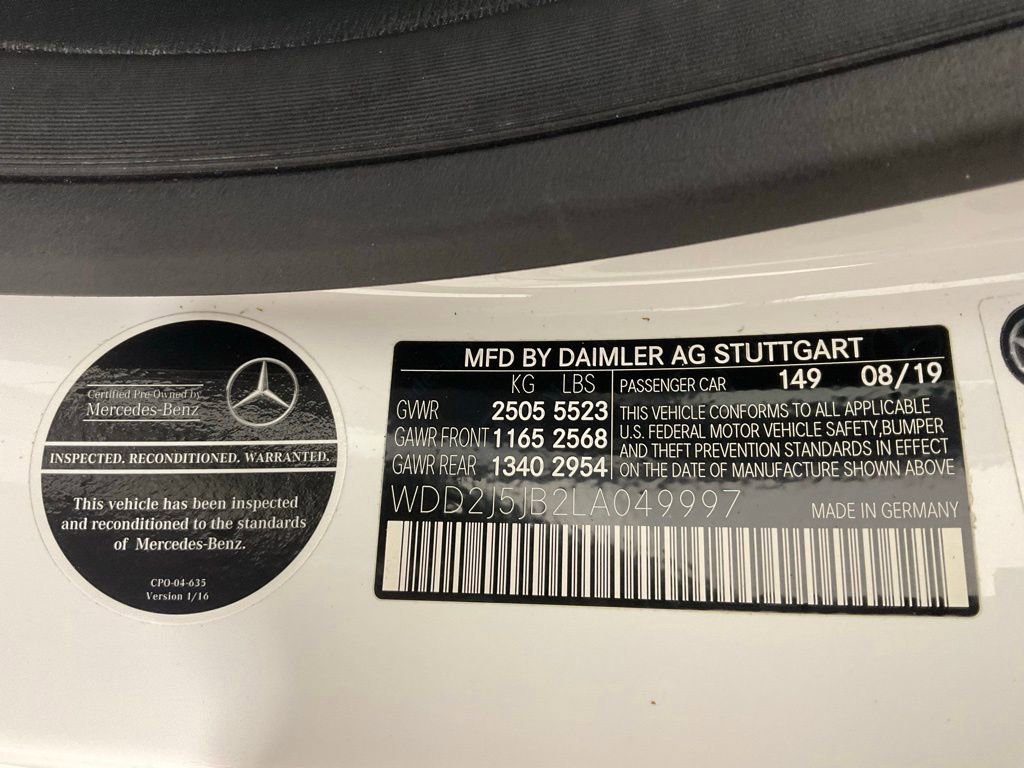 Certified Pre-Owned by
Mercedes-Benz
INSPECTED. RECONDITIONED. WARRANTED.
This vehicle has been inspected
and reconditioned to the standards
of Mercedes-Benz.
CPO-04-635
Version 1/16
MFD BY DAIMLER AG STUTTGART
KG LBS
GVWR 2505 5523
GAWR FRONT 1165 2568
GAWR REAR 1340 2954
PASSENGER CAR 149 08/19
THIS VEHICLE CONFORMS TO ALL APPLICABLE
U.S. FEDERAL MOTOR VEHICLE SAFETY,BUMPER
AND THEFT PREVENTION STANDARDS IN EFFECT
ON THE DATE OF MANUFACTURE SHOWN ABOVE
WDD2J5JB2LA049997
MADE IN GERMANY